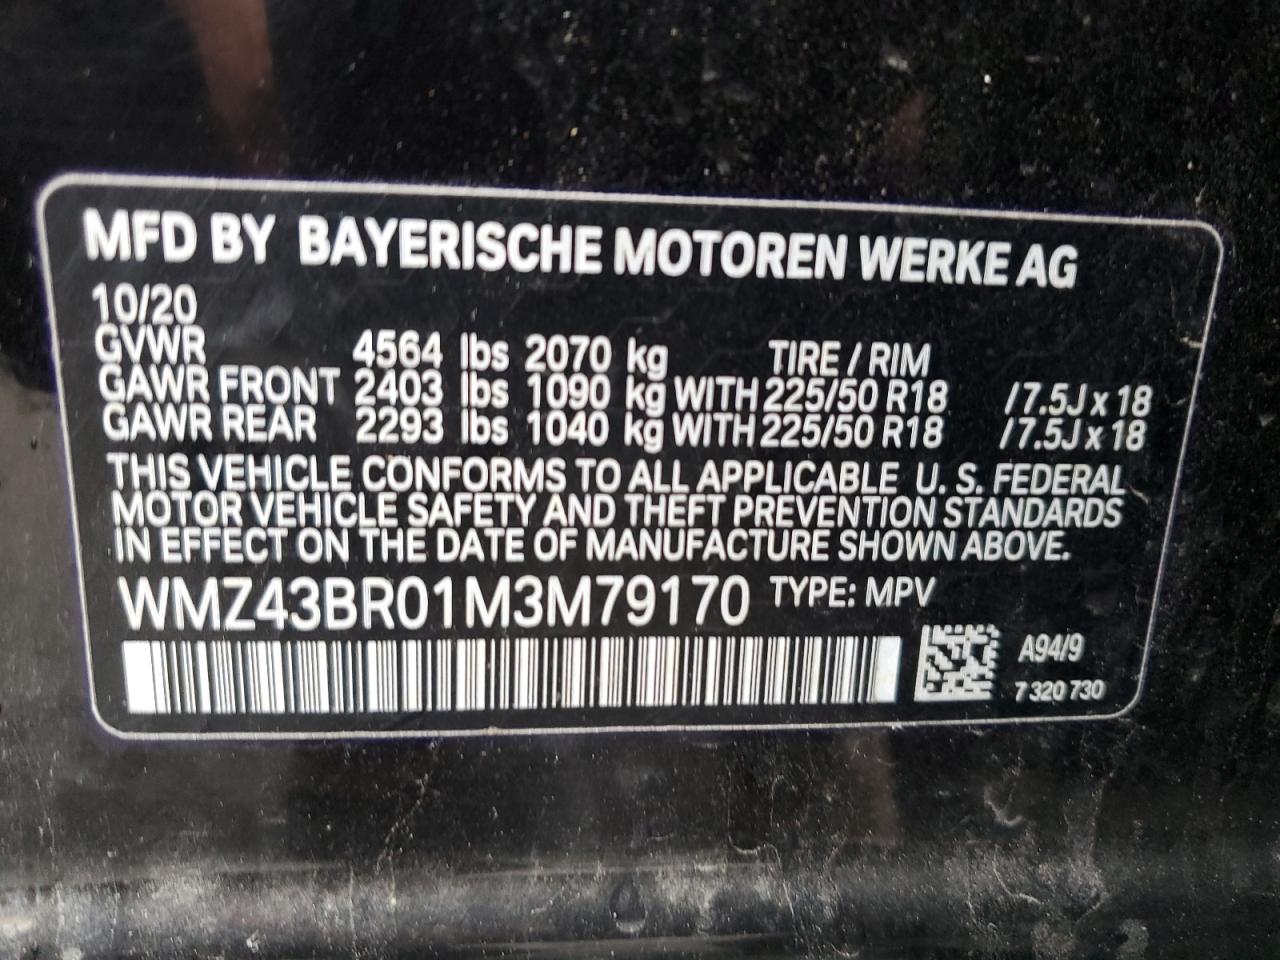 MFD BY BAYERISCHE MOTOREN WERKE AG
10/20
GVWR 4564 lbs 2070 kg TIRE / RIM
GAWR FRONT 2403 lbs 1090 kg WITH 225/50 R18 /7.5J x 18
GAWR REAR 2293 lbs 1040 kg WITH 225/50 R18 /7.5J x 18
THIS VEHICLE CONFORMS TO ALL APPLICABLE U. S. FEDERAL
MOTOR VEHICLE SAFETY AND THEFT PREVENTION STANDARDS
IN EFFECT ON THE DATE OF MANUFACTURE SHOWN ABOVE.
WMZ43BR01M3M79170 TYPE: MPV
A94/9
7 320 730